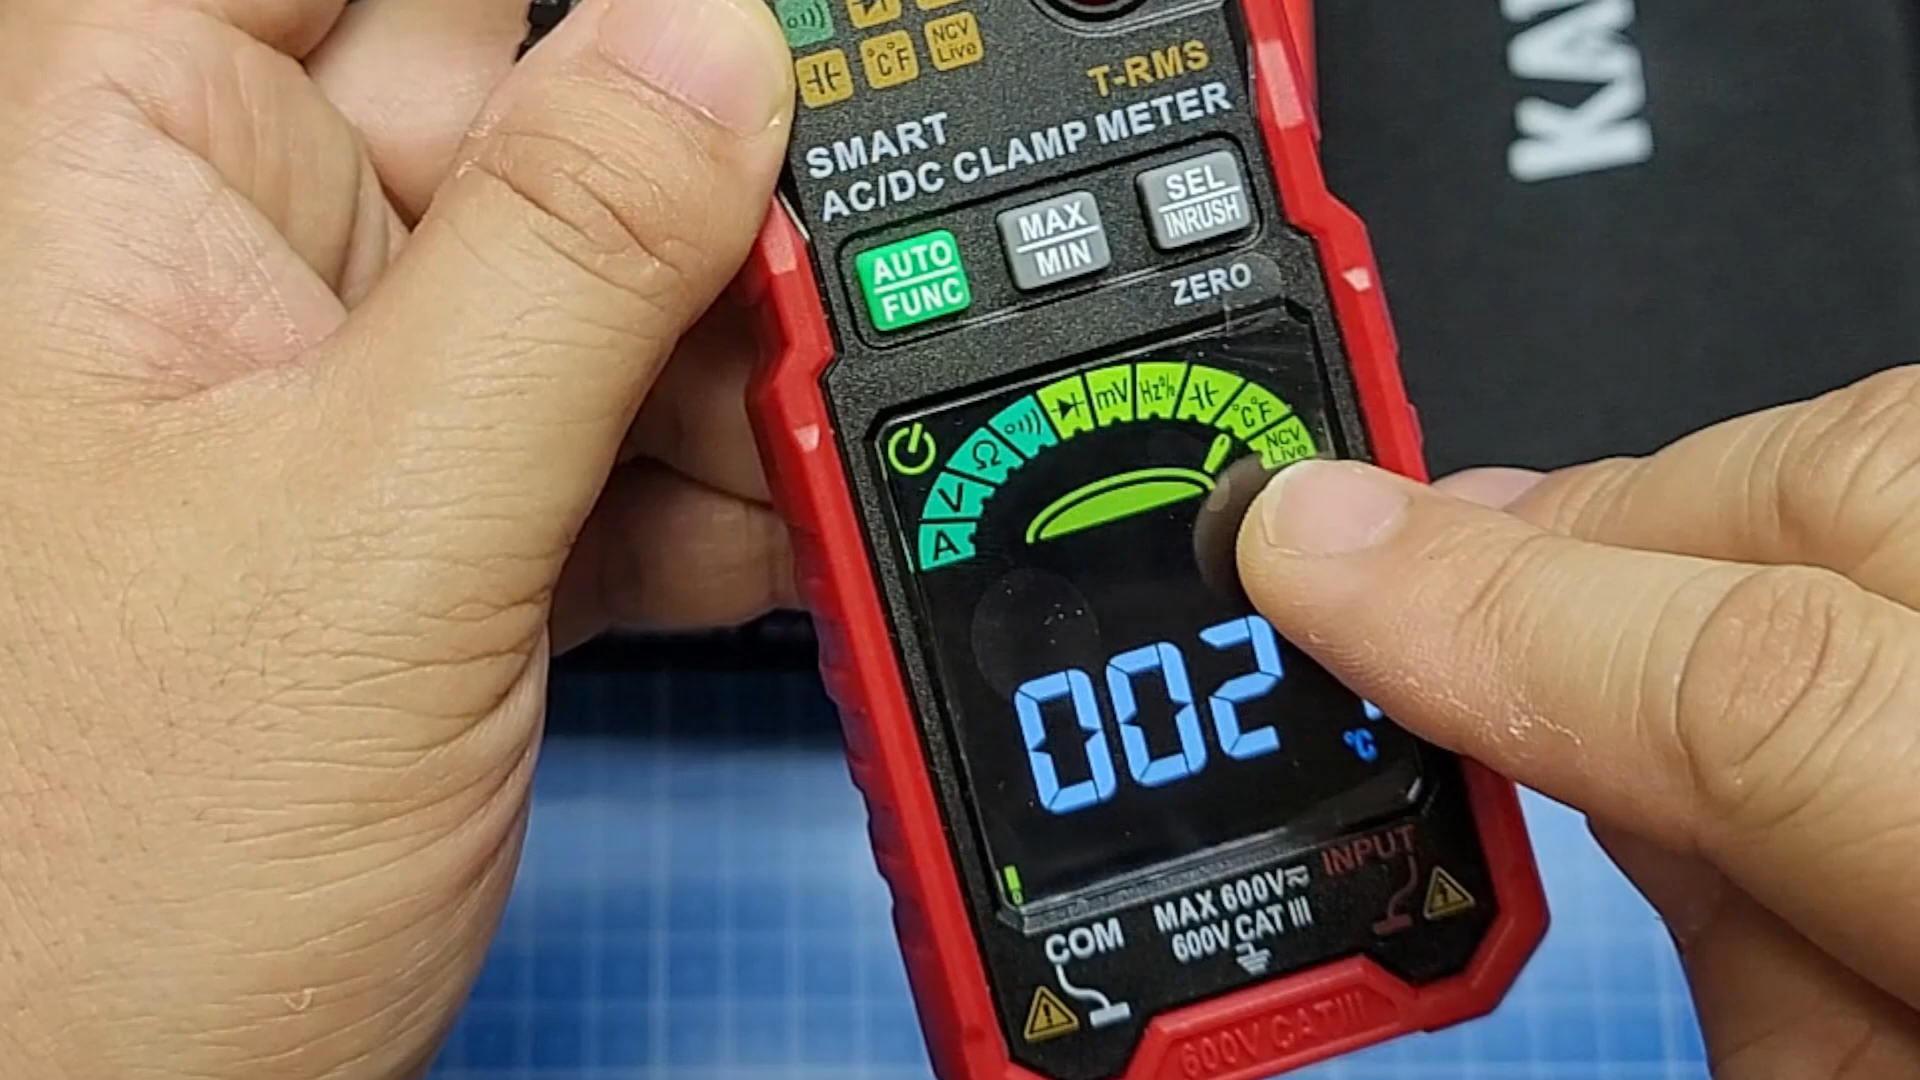 °C°F
NCV
Live
T-RMS
SMART
AC/DC CLAMP METER
AUTO
FUNC
MAX
MIN
SEL
INRUSH
ZERO
A V Ω mV Hz% °C°F
NCV
Live
002
°C
INPUT
COM
MAX 600V
600V CAT III
600V CAT III